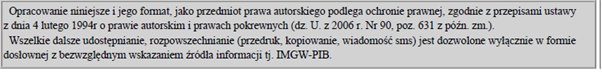 Opracowanie niniejsze i jego format, jako przedmiot prawa autorskiego podlega ochronie prawnej, zgodnie z przepisami ustawy
z dnia 4 lutego 1994r o prawie autorskim i prawach pokrewnych (dz. U. z 2006 r. Nr 90, poz. 631 z późn. zm.).
Wszelkie dalsze udostępnianie, rozpowszechnianie (przedruk, kopiowanie, wiadomość sms) jest dozwolone wyłącznie w formie
dosłownej z bezwzględnym wskazaniem źródła informacji tj. IMGW-PIB.